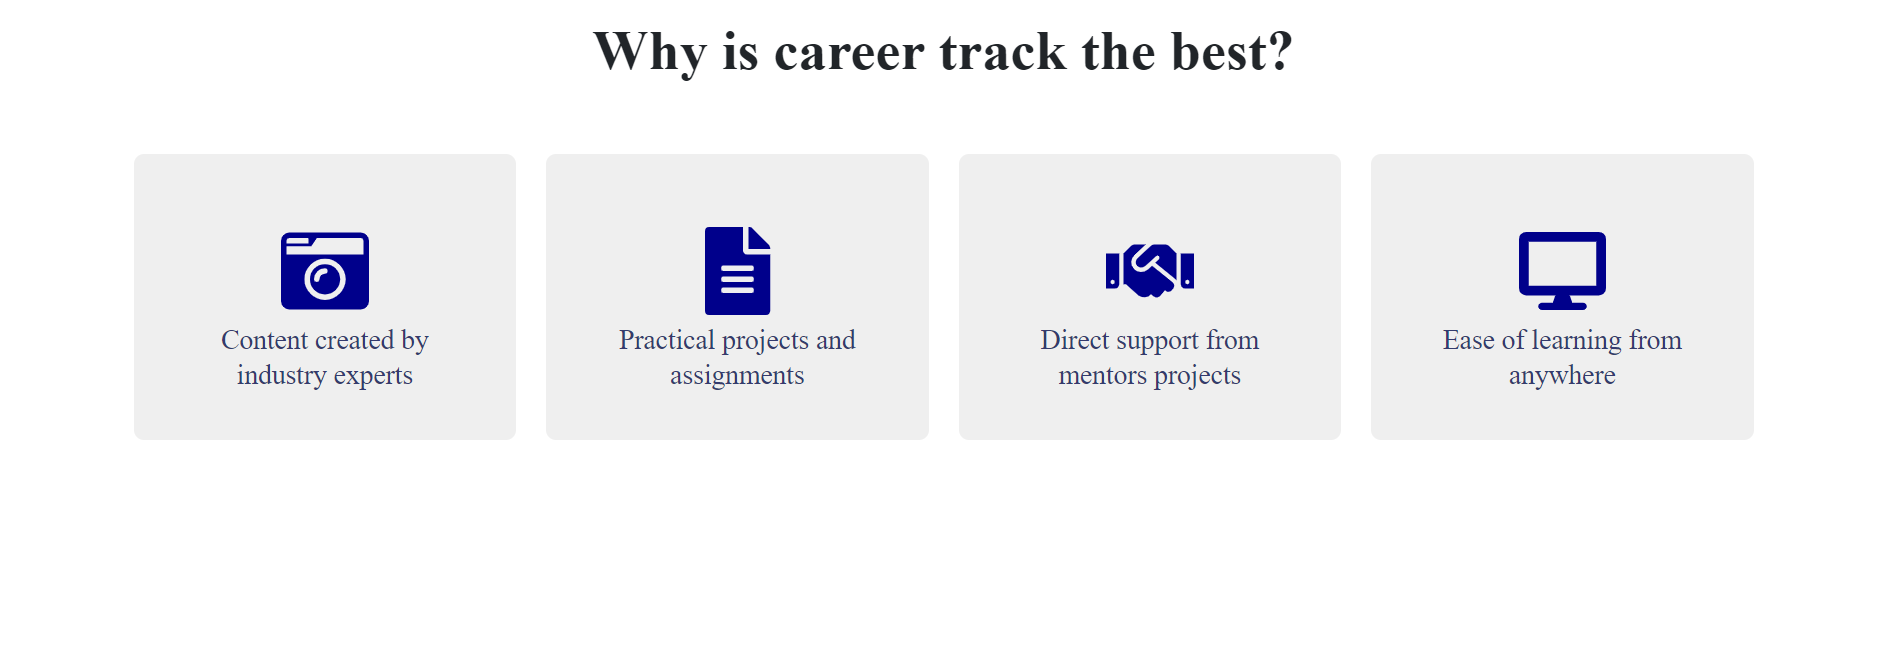 Why is career track the best?
Content created by
industry experts
Practical projects and
assignments
Direct support from
mentors projects
Ease of learning from
anywhere